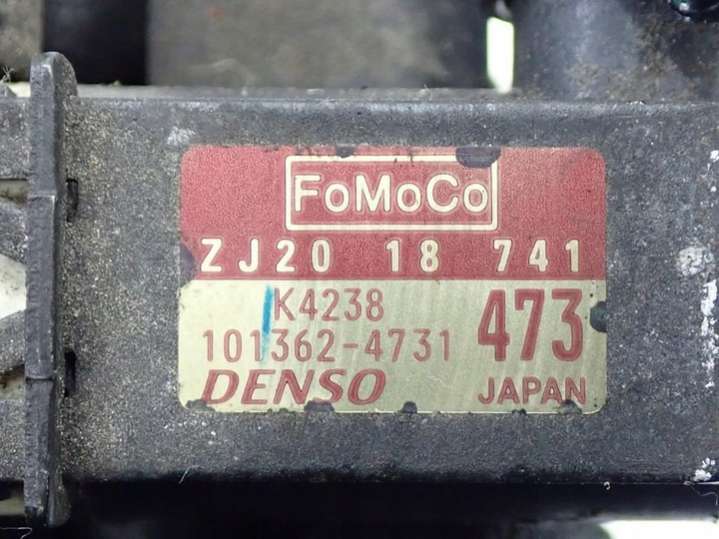 FoMoCo
ZJ20 18 741
K4238
101362-4731 473
DENSO JAPAN